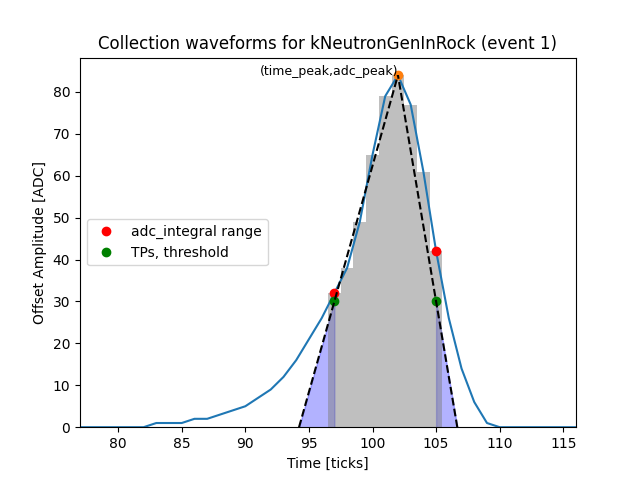 Collection waveforms for kNeutronGenInRock (event 1)
(time_peak,adc_peak)
80
70
60
50
40
30
20
10
0
Offset Amplitude [ADC]
adc_integral range
TPs, threshold
80 85 90 95 100 105 110 115
Time [ticks]